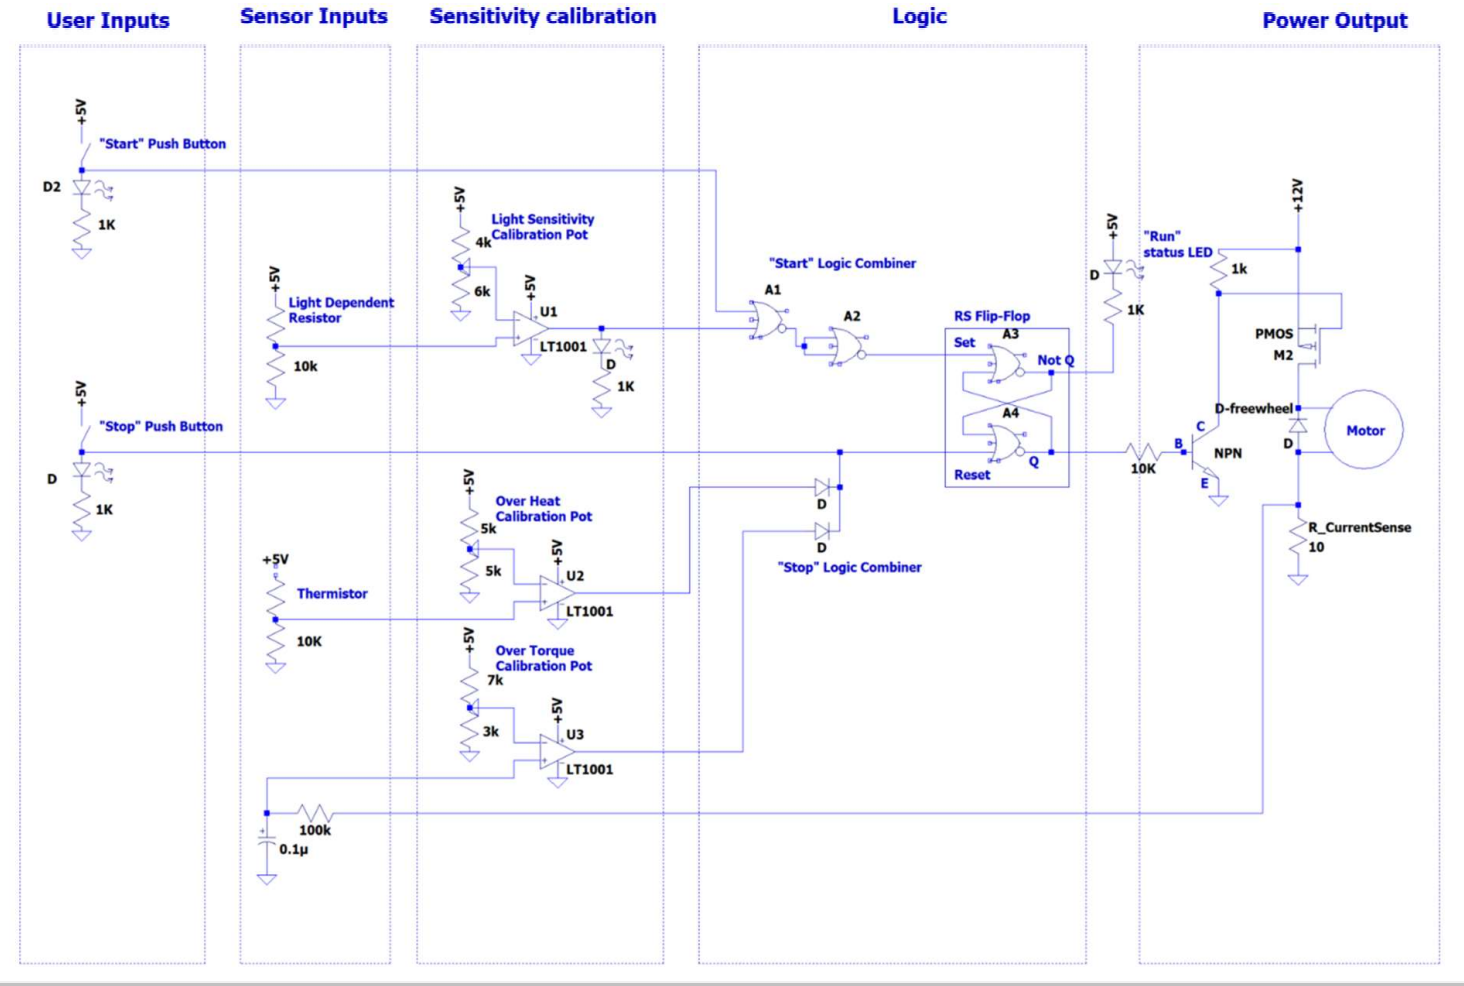 User Inputs
Sensor Inputs
Sensitivity calibration
Logic
Power Output
+5V
"Start" Push Button
D2
1K
+5V
"Stop" Push Button
D
1K
+5V
Light Dependent
Resistor
10k
+5V
Thermistor
10K
100k
+
0.1µ
+5V
Light Sensitivity
Calibration Pot
4k
6k
+5V
U1
LT1001
D
1K
+5V
Over Heat
Calibration Pot
5k
5k
+5V
U2
LT1001
+5V
Over Torque
Calibration Pot
7k
3k
+5V
U3
LT1001
"Start" Logic Combiner
A1
A2
RS Flip-Flop
A3
Set
Not Q
A4
Q
Reset
D
D
"Stop" Logic Combiner
+5V
"Run"
status LED
D
1K
+12V
1k
PMOS
M2
D-freewheel
D
Motor
C
B
NPN
E
10K
R_CurrentSense
10